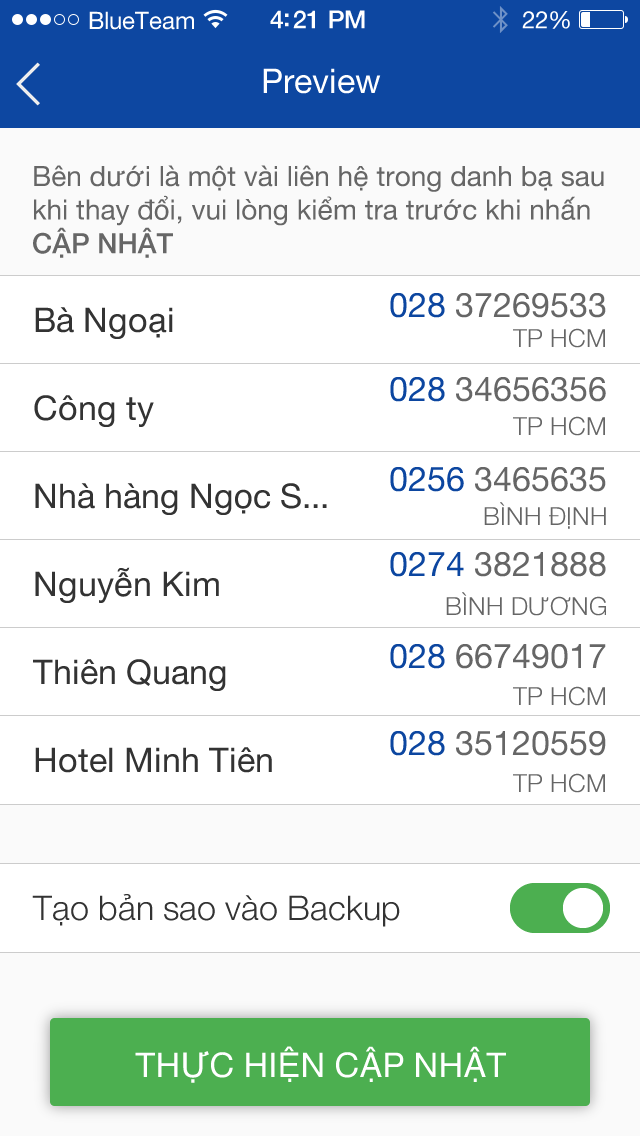 BlueTeam 4:21 PM 22%
Preview
Bên dưới là một vài liên hệ trong danh bạ sau
khi thay đổi, vui lòng kiểm tra trước khi nhấn
CẬP NHẬT
Bà Ngoại 028 37269533
TP HCM
Công ty 028 34656356
TP HCM
Nhà hàng Ngọc S... 0256 3465635
BÌNH ĐỊNH
Nguyễn Kim 0274 3821888
BÌNH DƯƠNG
Thiên Quang 028 66749017
TP HCM
Hotel Minh Tiên 028 35120559
TP HCM
Tạo bản sao vào Backup
THỰC HIỆN CẬP NHẬT